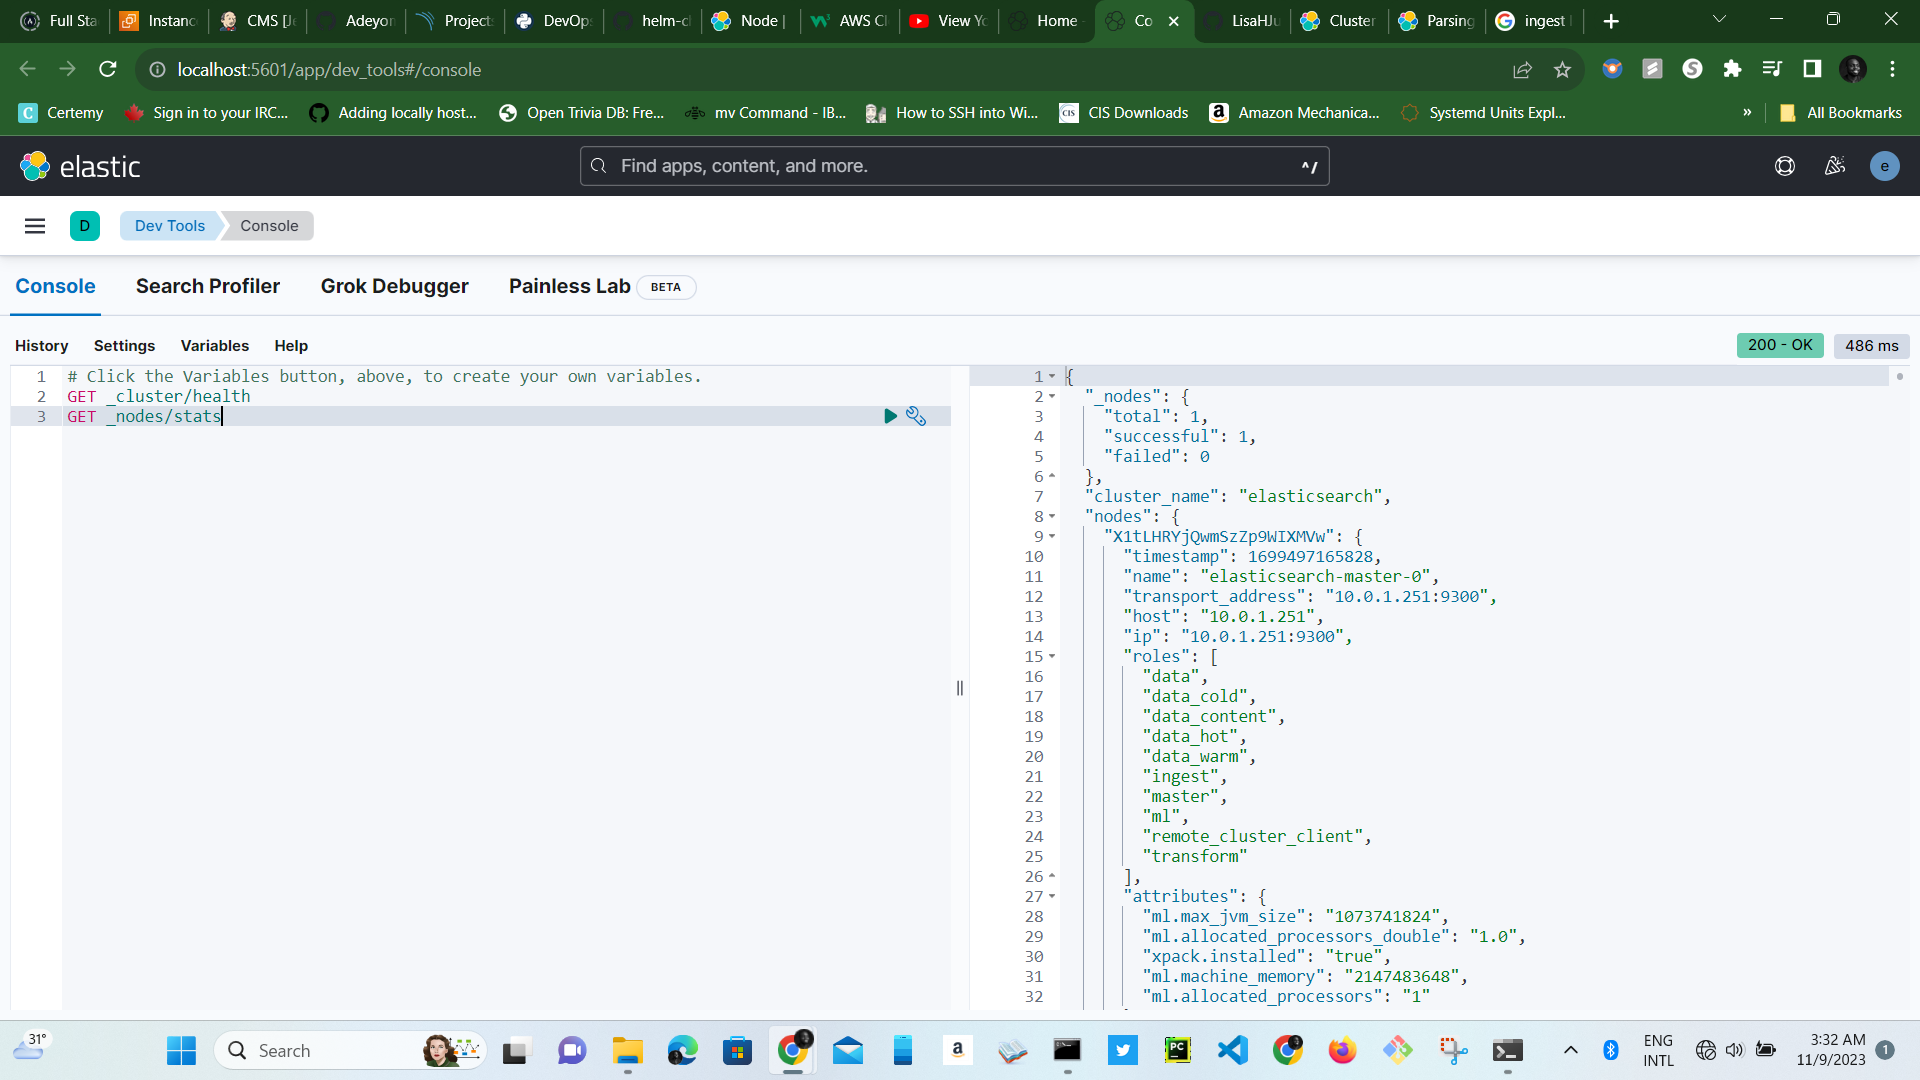 Full Sta
Instanc
CMS [Je
Adeyon
Project
DevOps
helm-cl
Node |
AWS Cl
View Yo
Home -
Co
LisaHJu
Cluster
Parsing
ingest
localhost:5601/app/dev_tools#/console
Certemy
Sign in to your IRC...
Adding locally host...
Open Trivia DB: Fre...
mv Command - IB...
How to SSH into Wi...
CIS Downloads
Amazon Mechanica...
Systemd Units Expl...
»
All Bookmarks
elastic
Find apps, content, and more.
^/
e
D
Dev Tools
Console
Console
Search Profiler
Grok Debugger
Painless Lab
BETA
History
Settings
Variables
Help
200 - OK
486 ms
1 # Click the Variables button, above, to create your own variables.
2 GET _cluster/health
3 GET _nodes/stats
1 {
2 "_nodes": {
3 "total": 1,
4 "successful": 1,
5 "failed": 0
6 },
7 "cluster_name": "elasticsearch",
8 "nodes": {
9 "X1tLHRYjQwmSzZp9WIXMVw": {
10 "timestamp": 1699497165828,
11 "name": "elasticsearch-master-0",
12 "transport_address": "10.0.1.251:9300",
13 "host": "10.0.1.251",
14 "ip": "10.0.1.251:9300",
15 "roles": [
16 "data",
17 "data_cold",
18 "data_content",
19 "data_hot",
20 "data_warm",
21 "ingest",
22 "master",
23 "ml",
24 "remote_cluster_client",
25 "transform"
26 ],
27 "attributes": {
28 "ml.max_jvm_size": "1073741824",
29 "ml.allocated_processors_double": "1.0",
30 "xpack.installed": "true",
31 "ml.machine_memory": "2147483648",
32 "ml.allocated_processors": "1"
31°
Search
ENG
INTL
3:32 AM
11/9/2023
1